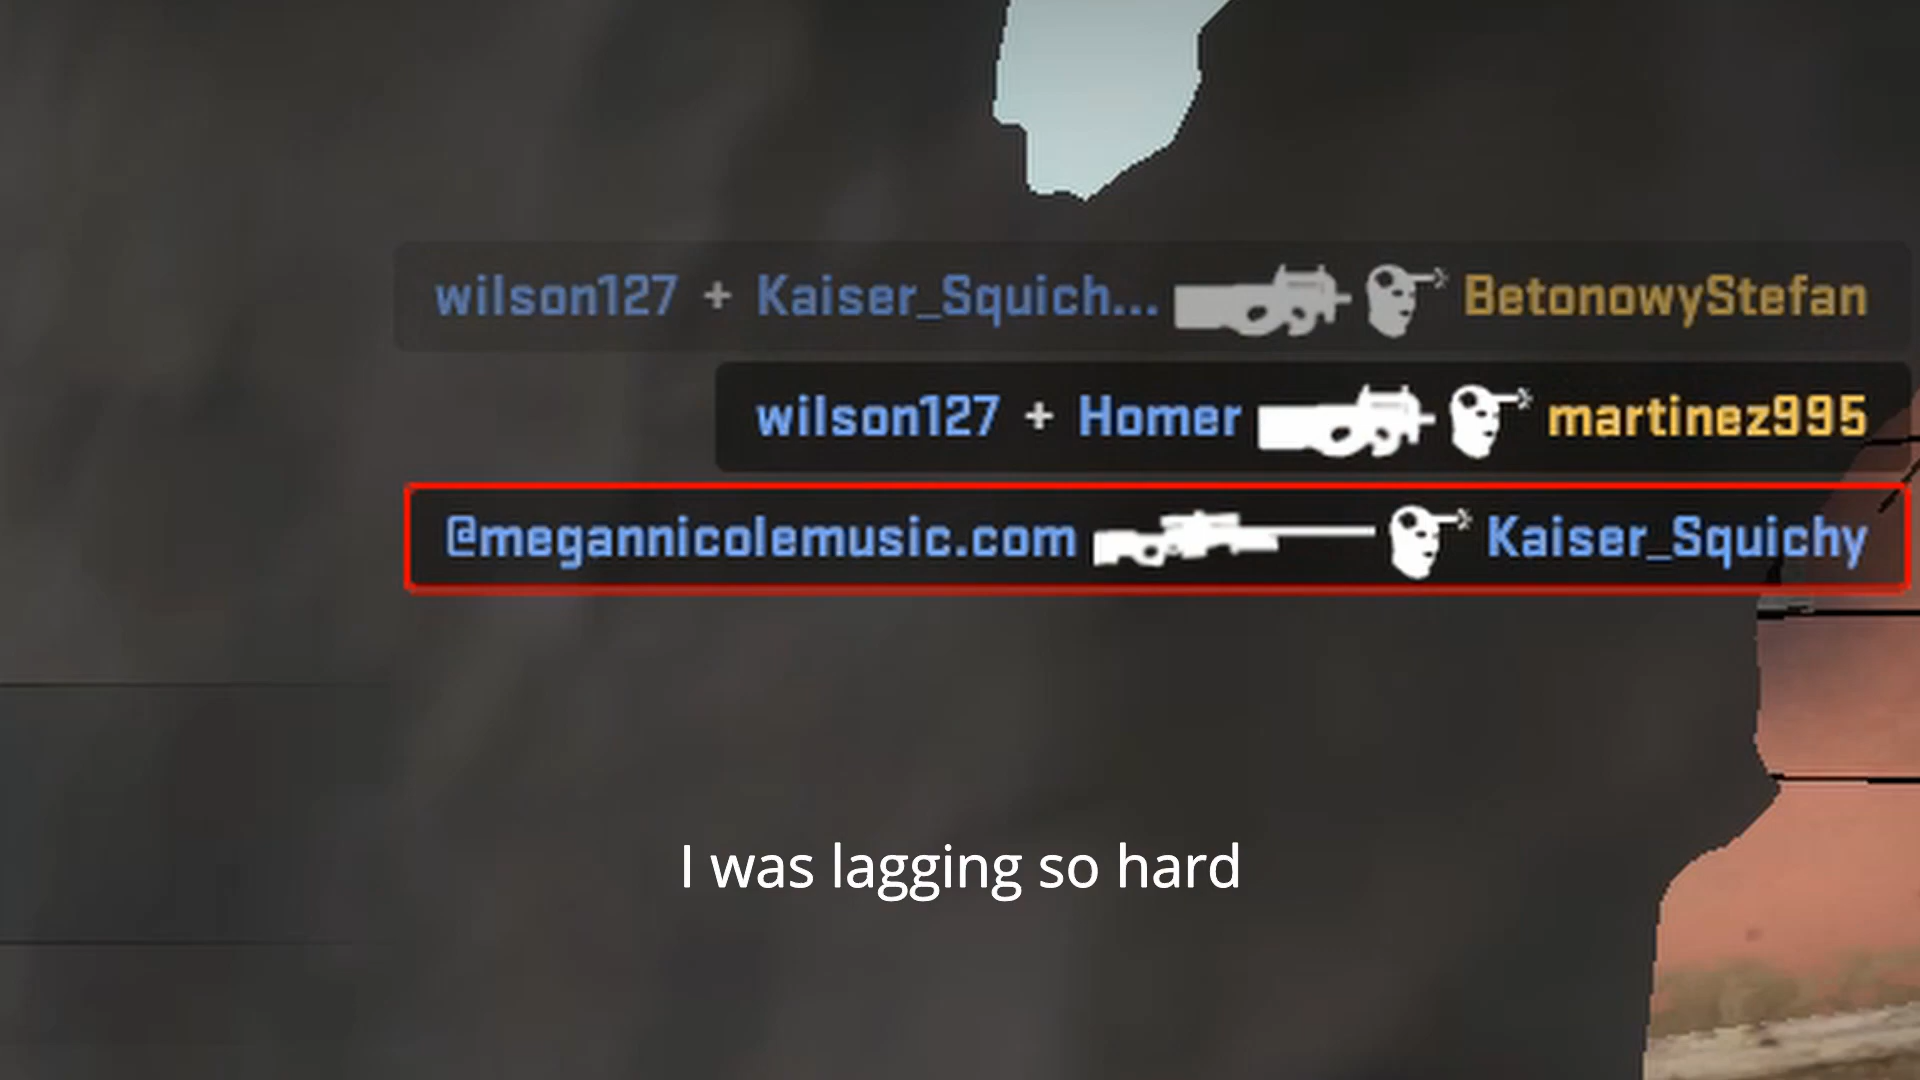 wilson127 + Kaiser_Squich... BetonowyStefan
wilson127 + Homer martinez995
@megannicolemusic.com Kaiser_Squichy
I was lagging so hard